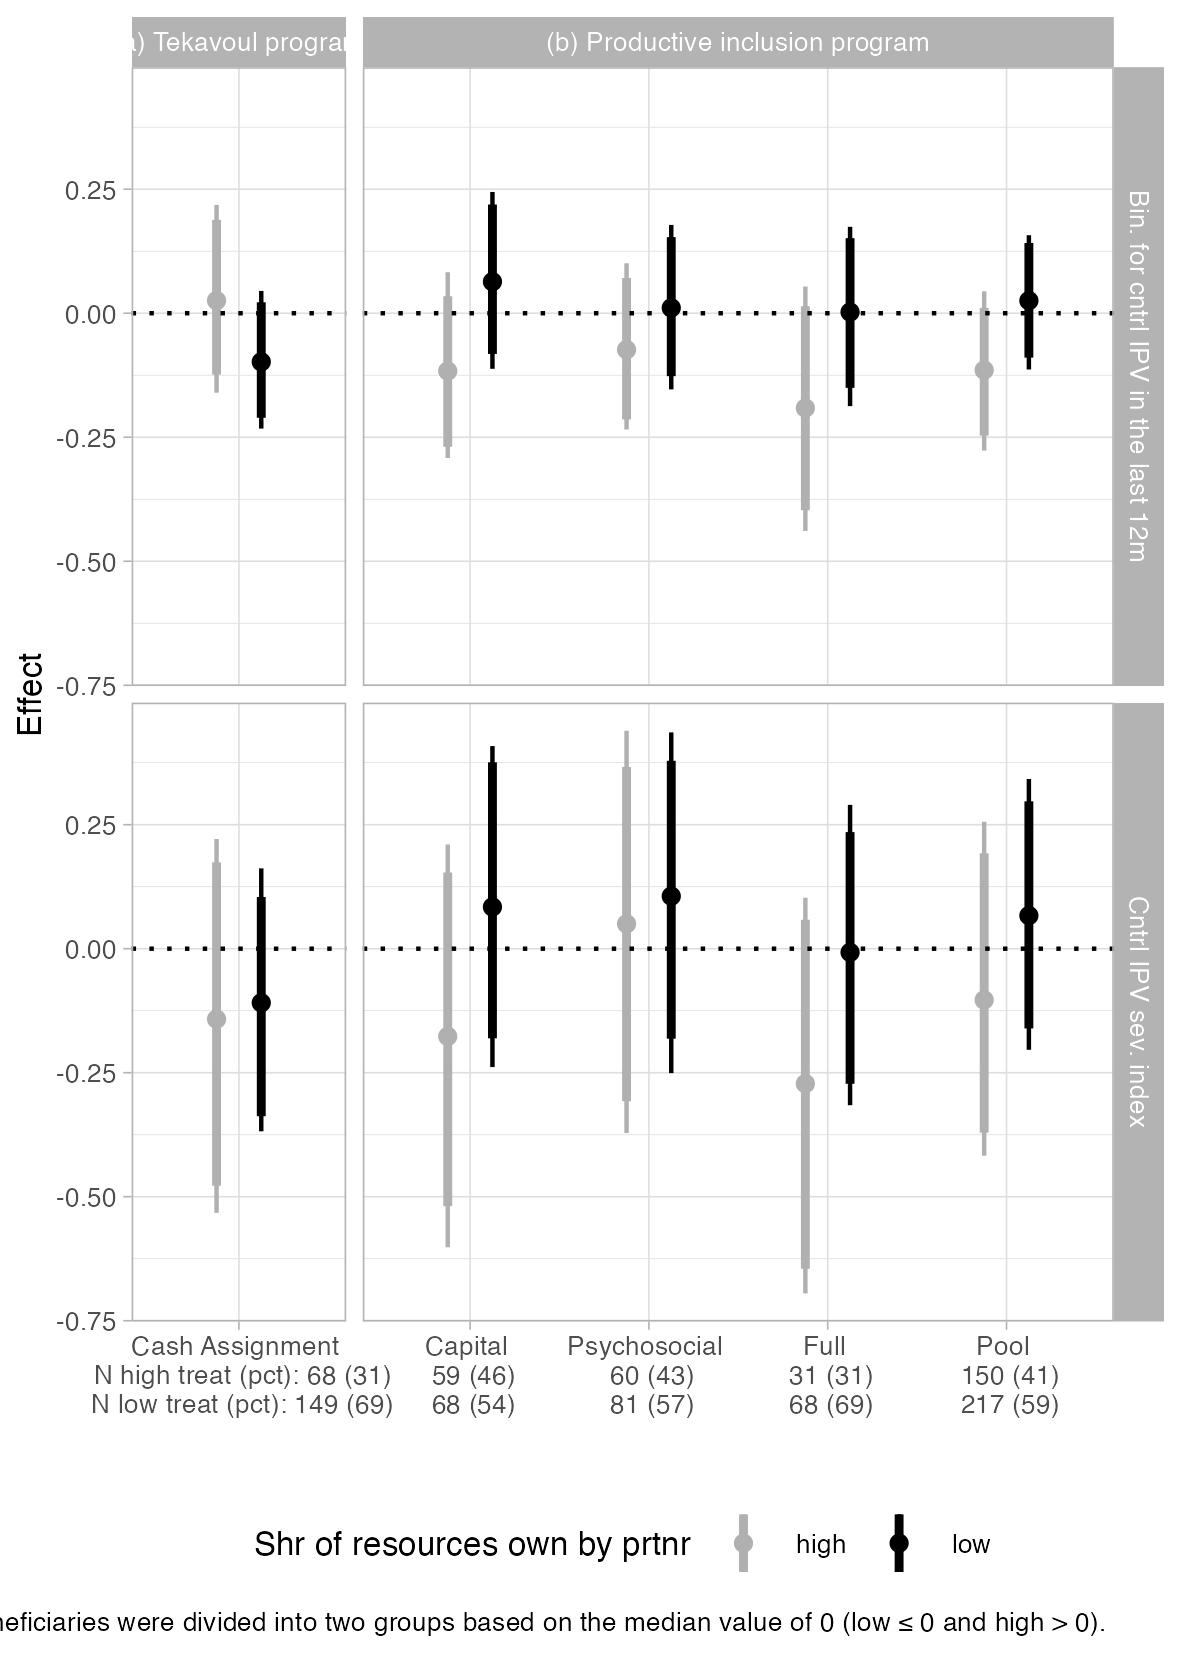 a) Tekavoul program
(b) Productive inclusion program
Effect
0.25
0.00
-0.25
-0.50
-0.75
Bin. for cntrl IPV in the last 12m
0.25
0.00
-0.25
-0.50
-0.75
Cntrl IPV sev. index
Cash Assignment Capital Psychosocial Full Pool
N high treat (pct): 68 (31) 59 (46) 60 (43) 31 (31) 150 (41)
N low treat (pct): 149 (69) 68 (54) 81 (57) 68 (69) 217 (59)
Shr of resources own by prtnr high low
neficiaries were divided into two groups based on the median value of 0 (low ≤ 0 and high > 0).